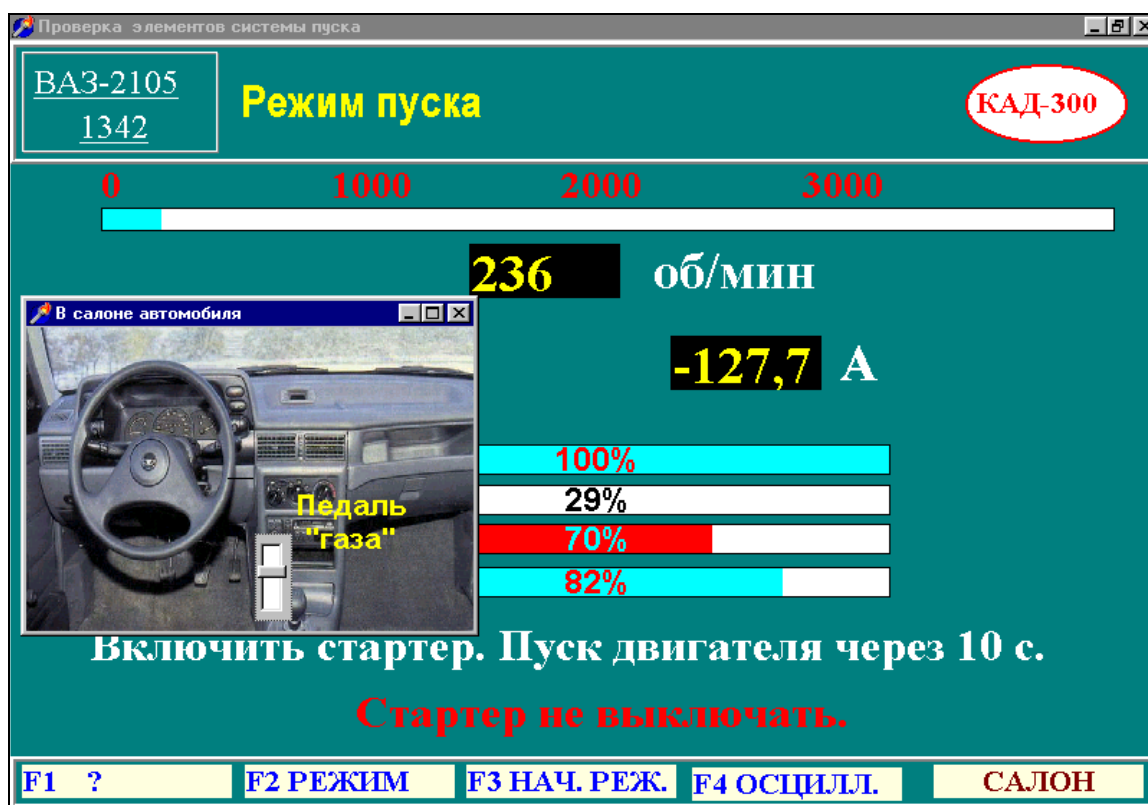 Проверка элементов системы пуска
ВАЗ-2105
1342
Режим пуска
КАД-300
0 1000 2000 3000
236 об/мин
В салоне автомобиля
-127,7 А
100%
29%
Педаль
"газа"
70%
82%
Включить стартер. Пуск двигателя через 10 с.
Стартер не выключать.
F1 ? F2 РЕЖИМ F3 НАЧ. РЕЖ. F4 ОСЦИЛЛ. САЛОН